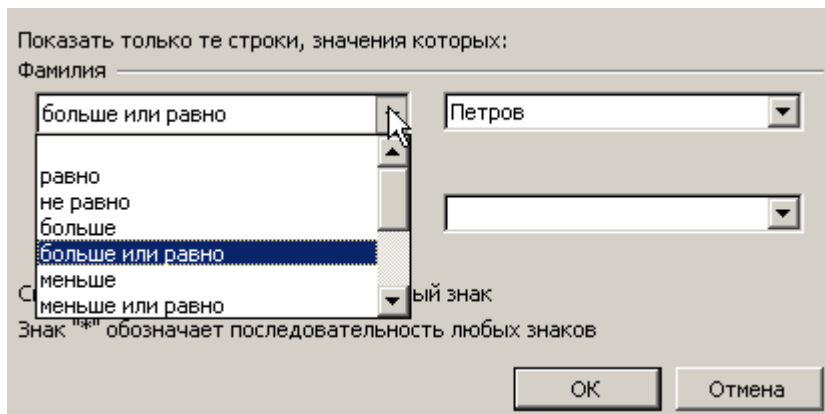 Показать только те строки, значения которых:
Фамилия
больше или равно
Петров
равно
не равно
больше
больше или равно
меньше
меньше или равно
ый знак
Знак "*" обозначает последовательность любых знаков
ОК
Отмена